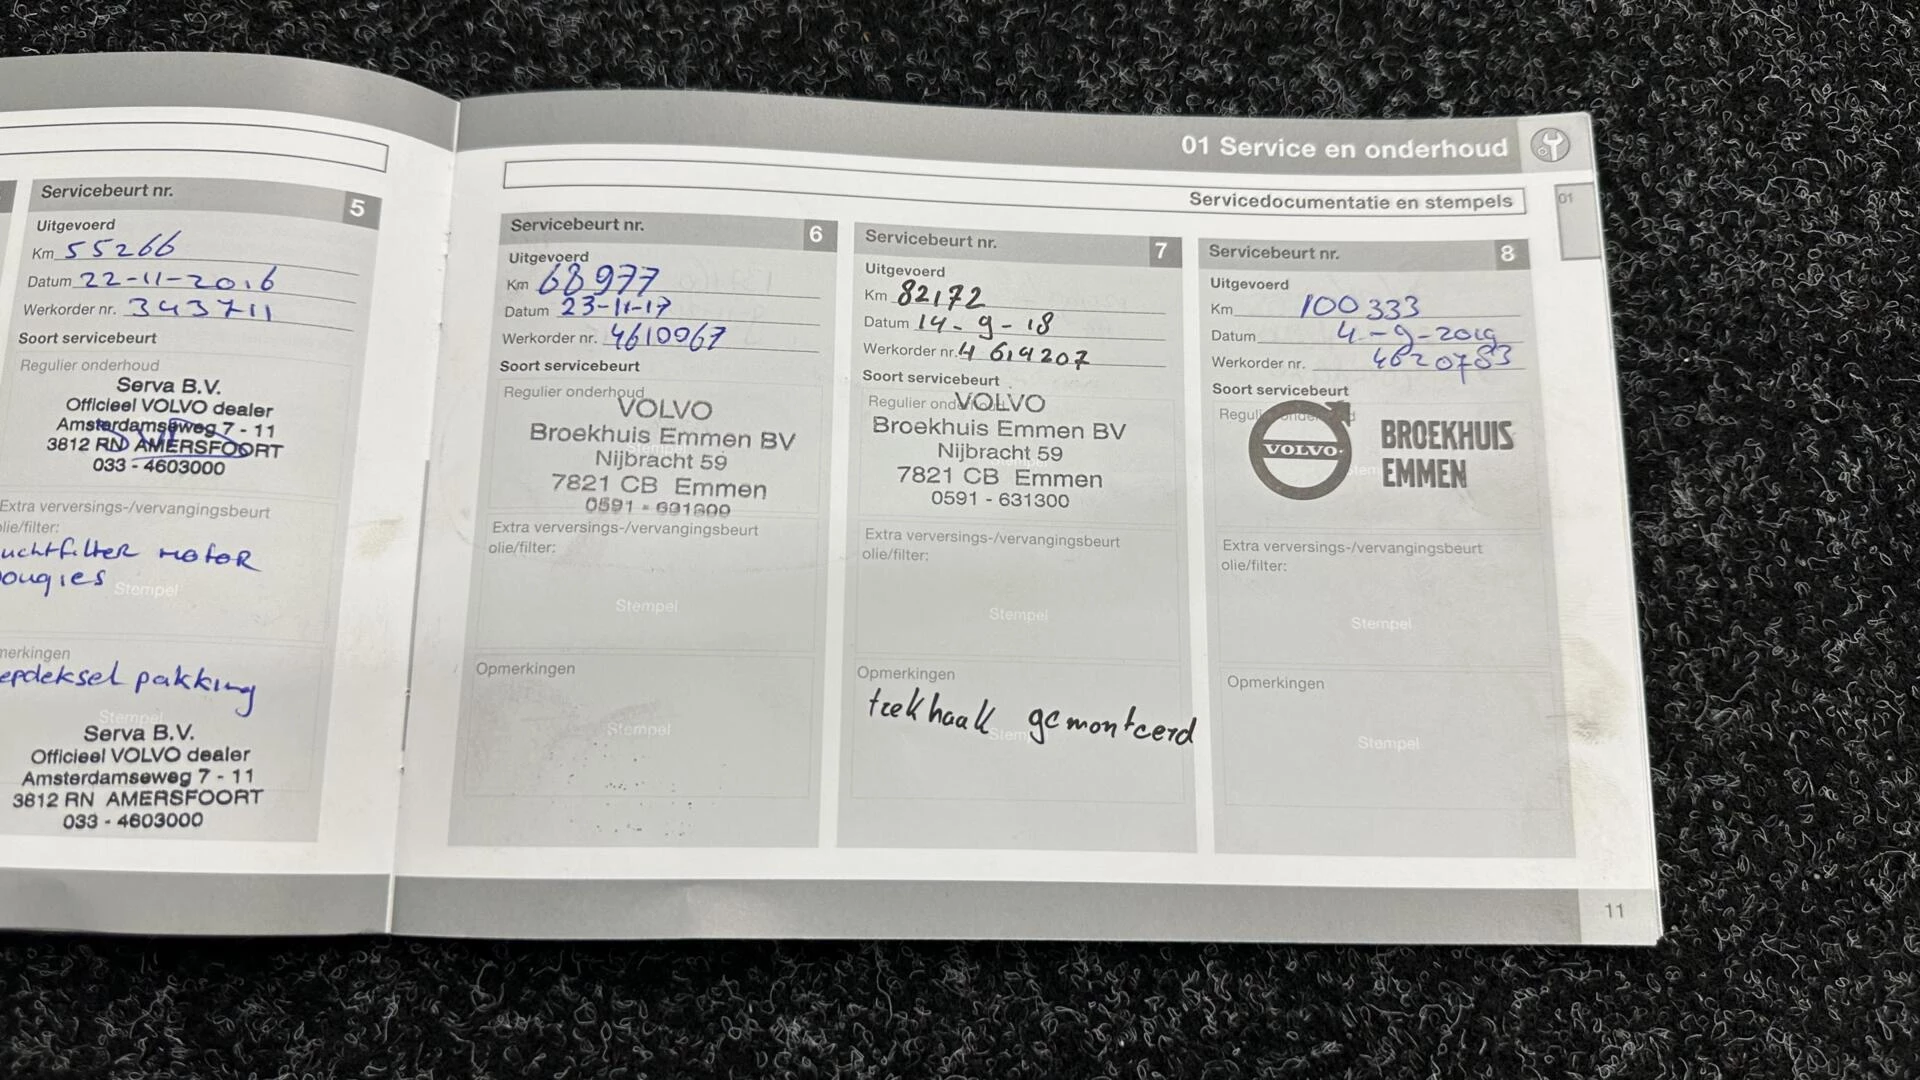 Servicebeurt nr.
5
Uitgevoerd
Km 55266
Datum 22-11-2016
Werkorder nr. 343711
Soort servicebeurt
Regulier onderhoud
Serva B.V.
Officieel VOLVO dealer
Amsterdamseweg 7 - 11
3812 RN AMERSFOORT
033 - 4603000
Extra verversings-/vervangingsbeurt
olie/filter:
uchtfilter motor
ougies
Stempel
merkingen
epdeksel pakking
Stempel
Serva B.V.
Officieel VOLVO dealer
Amsterdamseweg 7 - 11
3812 RN AMERSFOORT
033 - 4603000
01 Service en onderhoud
Servicedocumentatie en stempels
01
Servicebeurt nr.
6
Uitgevoerd
Km 68977
Datum 23-11-17
Werkorder nr. 4610067
Soort servicebeurt
Regulier onderhoud
VOLVO
Broekhuis Emmen BV
Nijbracht 59
7821 CB Emmen
0591 - 631300
Extra verversings-/vervangingsbeurt
olie/filter:
Stempel
Opmerkingen
Stempel
Servicebeurt nr.
7
Uitgevoerd
Km 82172
Datum 14-9-18
Werkorder nr. 4614207
Soort servicebeurt
Regulier onderhoud
VOLVO
Broekhuis Emmen BV
Nijbracht 59
7821 CB Emmen
0591 - 631300
Extra verversings-/vervangingsbeurt
olie/filter:
Stempel
Opmerkingen
trekhaak gemonteerd
Servicebeurt nr.
8
Uitgevoerd
Km 100333
Datum 4-9-2019
Werkorder nr. 4620783
Soort servicebeurt
VOLVO
BROEKHUIS
EMMEN
Extra verversings-/vervangingsbeurt
olie/filter:
Stempel
Opmerkingen
Stempel
11